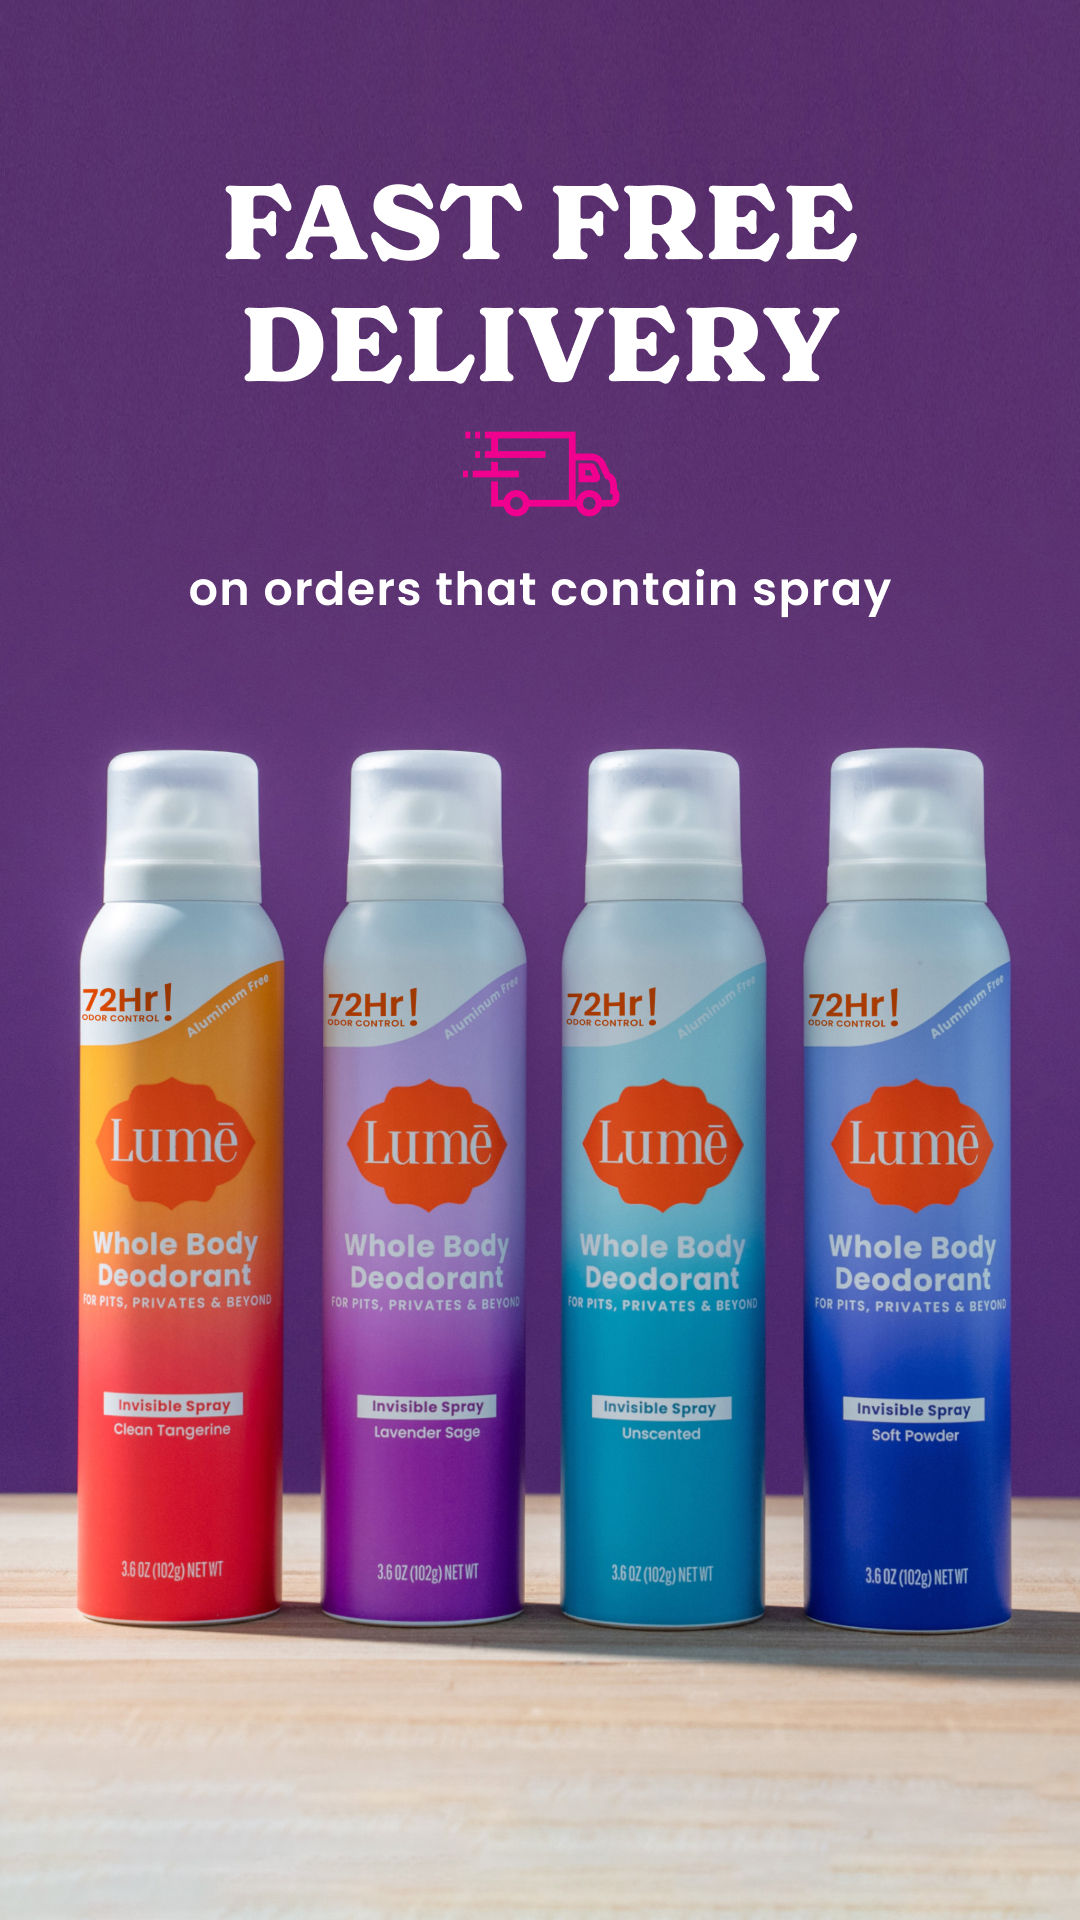 FAST FREE
DELIVERY
on orders that contain spray
72Hr!
ODOR CONTROL
Aluminum Free
Lumē
Whole Body
Deodorant
FOR PITS, PRIVATES & BEYOND
Invisible Spray
Clean Tangerine
3.6 OZ (102g) NET WT
72Hr!
ODOR CONTROL
Aluminum Free
Lumē
Whole Body
Deodorant
FOR PITS, PRIVATES & BEYOND
Invisible Spray
Lavender Sage
3.6 OZ (102g) NET WT
72Hr!
ODOR CONTROL
Aluminum Free
Lumē
Whole Body
Deodorant
FOR PITS, PRIVATES & BEYOND
Invisible Spray
Unscented
3.6 OZ (102g) NET WT
72Hr!
ODOR CONTROL
Aluminum Free
Lumē
Whole Body
Deodorant
FOR PITS, PRIVATES & BEYOND
Invisible Spray
Soft Powder
3.6 OZ (102g) NET WT